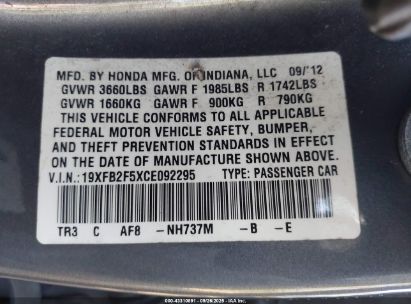 MFD. BY HONDA MFG. OF INDIANA, LLC 09/'12
GVWR 3660LBS GAWR F 1985LBS R 1742LBS
GVWR 1660KG GAWR F 900KG R 790KG
THIS VEHICLE CONFORMS TO ALL APPLICABLE
FEDERAL MOTOR VEHICLE SAFETY, BUMPER,
AND THEFT PREVENTION STANDARDS IN EFFECT
ON THE DATE OF MANUFACTURE SHOWN ABOVE.
V.I.N.: 19XFB2F5XCE092295 TYPE: PASSENGER CAR
TR3 C AF8 -NH737M -B -E